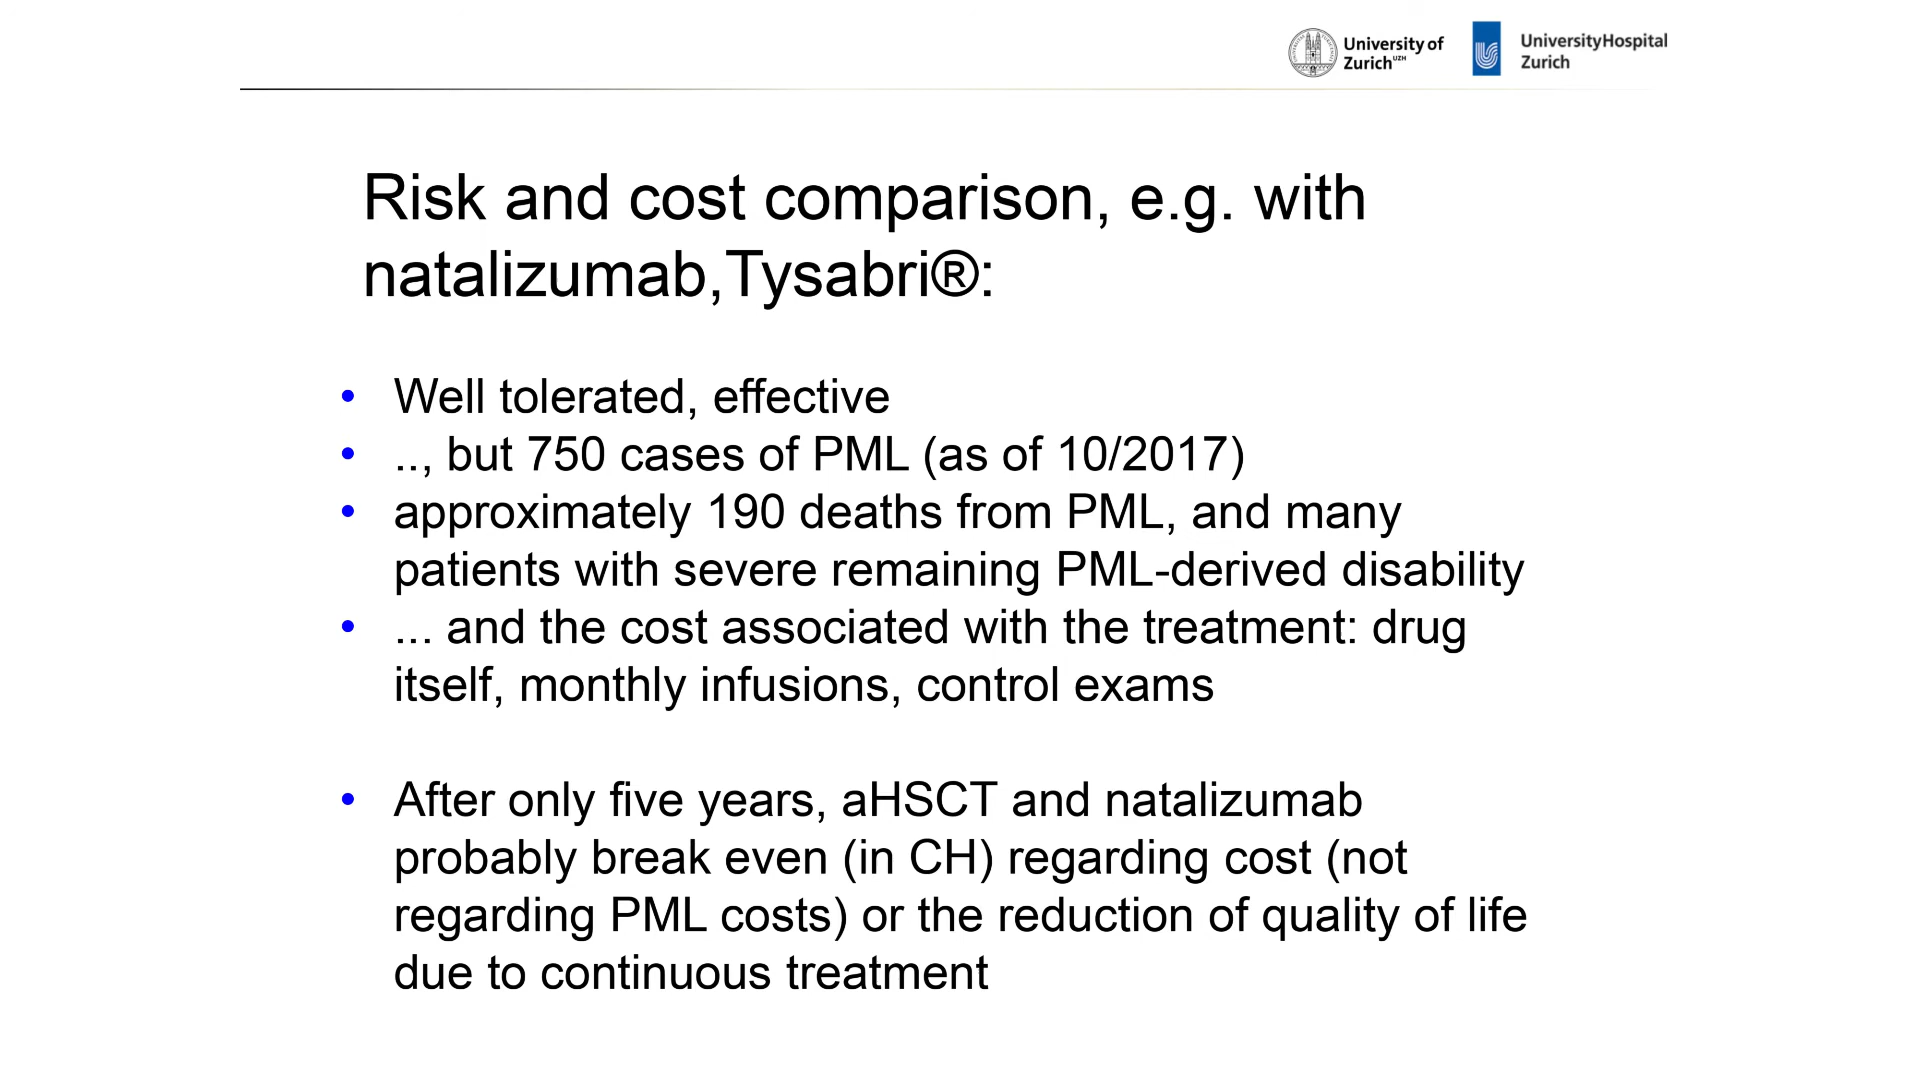 University of
Zurich UZH
UniversityHospital
Zurich
Risk and cost comparison, e.g. with
natalizumab,Tysabri®:
• Well tolerated, effective
• .., but 750 cases of PML (as of 10/2017)
• approximately 190 deaths from PML, and many
patients with severe remaining PML-derived disability
• ... and the cost associated with the treatment: drug
itself, monthly infusions, control exams
• After only five years, aHSCT and natalizumab
probably break even (in CH) regarding cost (not
regarding PML costs) or the reduction of quality of life
due to continuous treatment